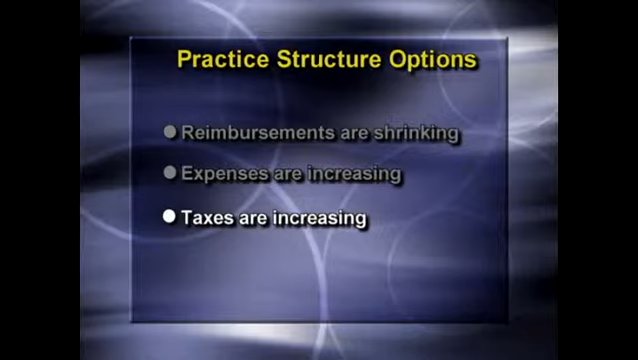 Practice Structure Options
Reimbursements are shrinking
Expenses are increasing
Taxes are increasing